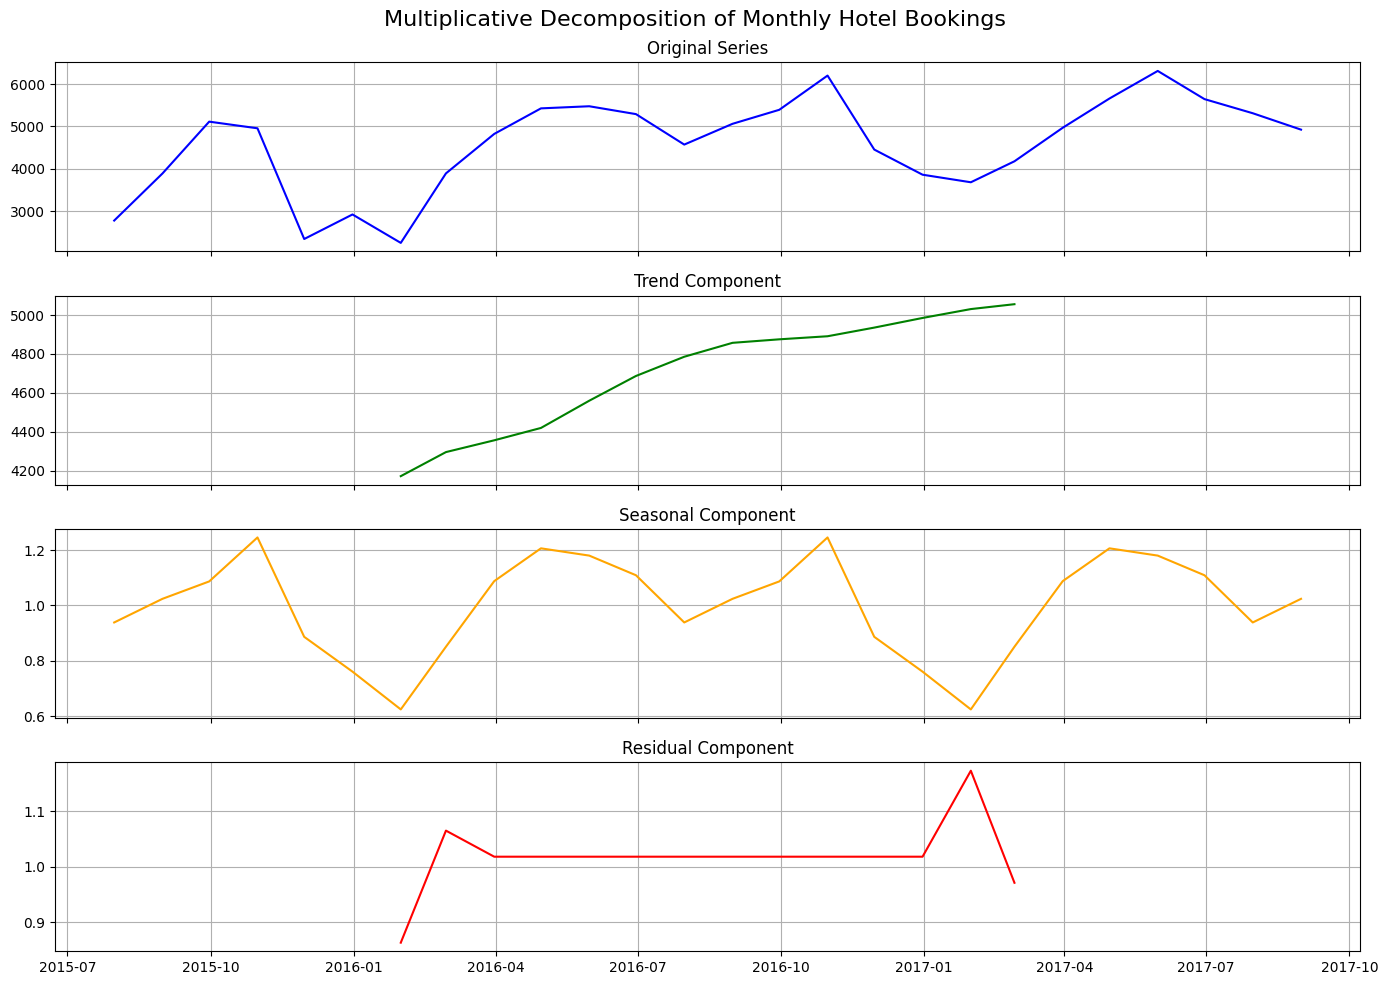 Multiplicative Decomposition of Monthly Hotel Bookings
Original Series
6000
5000
4000
3000
Trend Component
5000
4800
4600
4400
4200
Seasonal Component
1.2
1.0
0.8
0.6
Residual Component
1.1
1.0
0.9
2015-07 2015-10 2016-01 2016-04 2016-07 2016-10 2017-01 2017-04 2017-07 2017-10